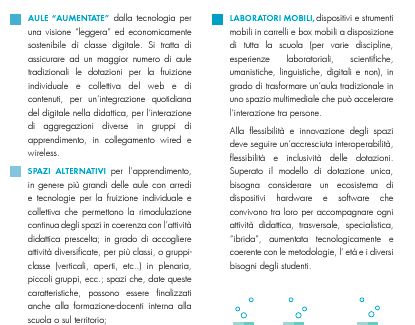 AULE “AUMENTATE” dalla tecnologia per
una visione “leggera” ed economicamente
sostenibile di classe digitale. Si tratta di
assicurare ad un maggior numero di aule
tradizionali le dotazioni per la fruizione
individuale e collettiva del web e di
contenuti, per un’integrazione quotidiana
del digitale nella didattica, per l’interazione
di aggregazioni diverse in gruppi di
apprendimento, in collegamento wired e
wireless.
SPAZI ALTERNATIVI per l’apprendimento,
in genere più grandi delle aule con arredi
e tecnologie per la fruizione individuale e
collettiva che permettono la rimodulazione
continua degli spazi in coerenza con l’attività
didattica prescelta; in grado di accogliere
attività diversificate, per più classi, o gruppi-
classe (verticali, aperti, etc..) in plenaria,
piccoli gruppi, ecc.; spazi che, date queste
caratteristiche, possono essere finalizzati
anche alla formazione-docenti interna alla
scuola o sul territorio;
LABORATORI MOBILI, dispositivi e strumenti
mobili in carrelli e box mobili a disposizione
di tutta la scuola (per varie discipline,
esperienze laboratoriali, scientifiche,
umanistiche, linguistiche, digitali e non), in
grado di trasformare un’aula tradizionale in
uno spazio multimediale che può accelerare
l’interazione tra persone.
Alla flessibilità e innovazione degli spazi
deve seguire un’accresciuta interoperabilità,
flessibilità e inclusività delle dotazioni.
Superato il modello di dotazione unica,
bisogna considerare un ecosistema di
dispositivi hardware e software che
convivano tra loro per accompagnare ogni
attività didattica, trasversale, specialistica,
“ibrida”, aumentata tecnologicamente e
coerente con le metodologie, l’ età e i diversi
bisogni degli studenti.